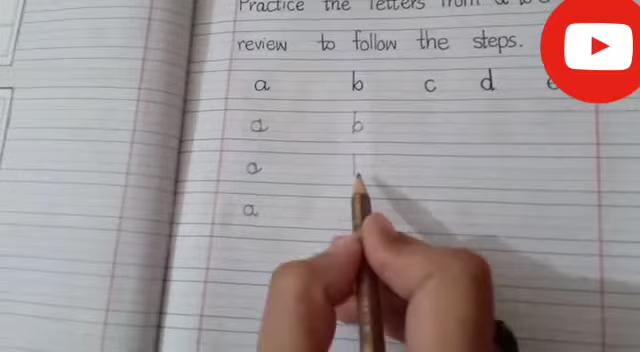 Practice the letters from a to
review to follow the steps.
a b c d e
a b
a
a